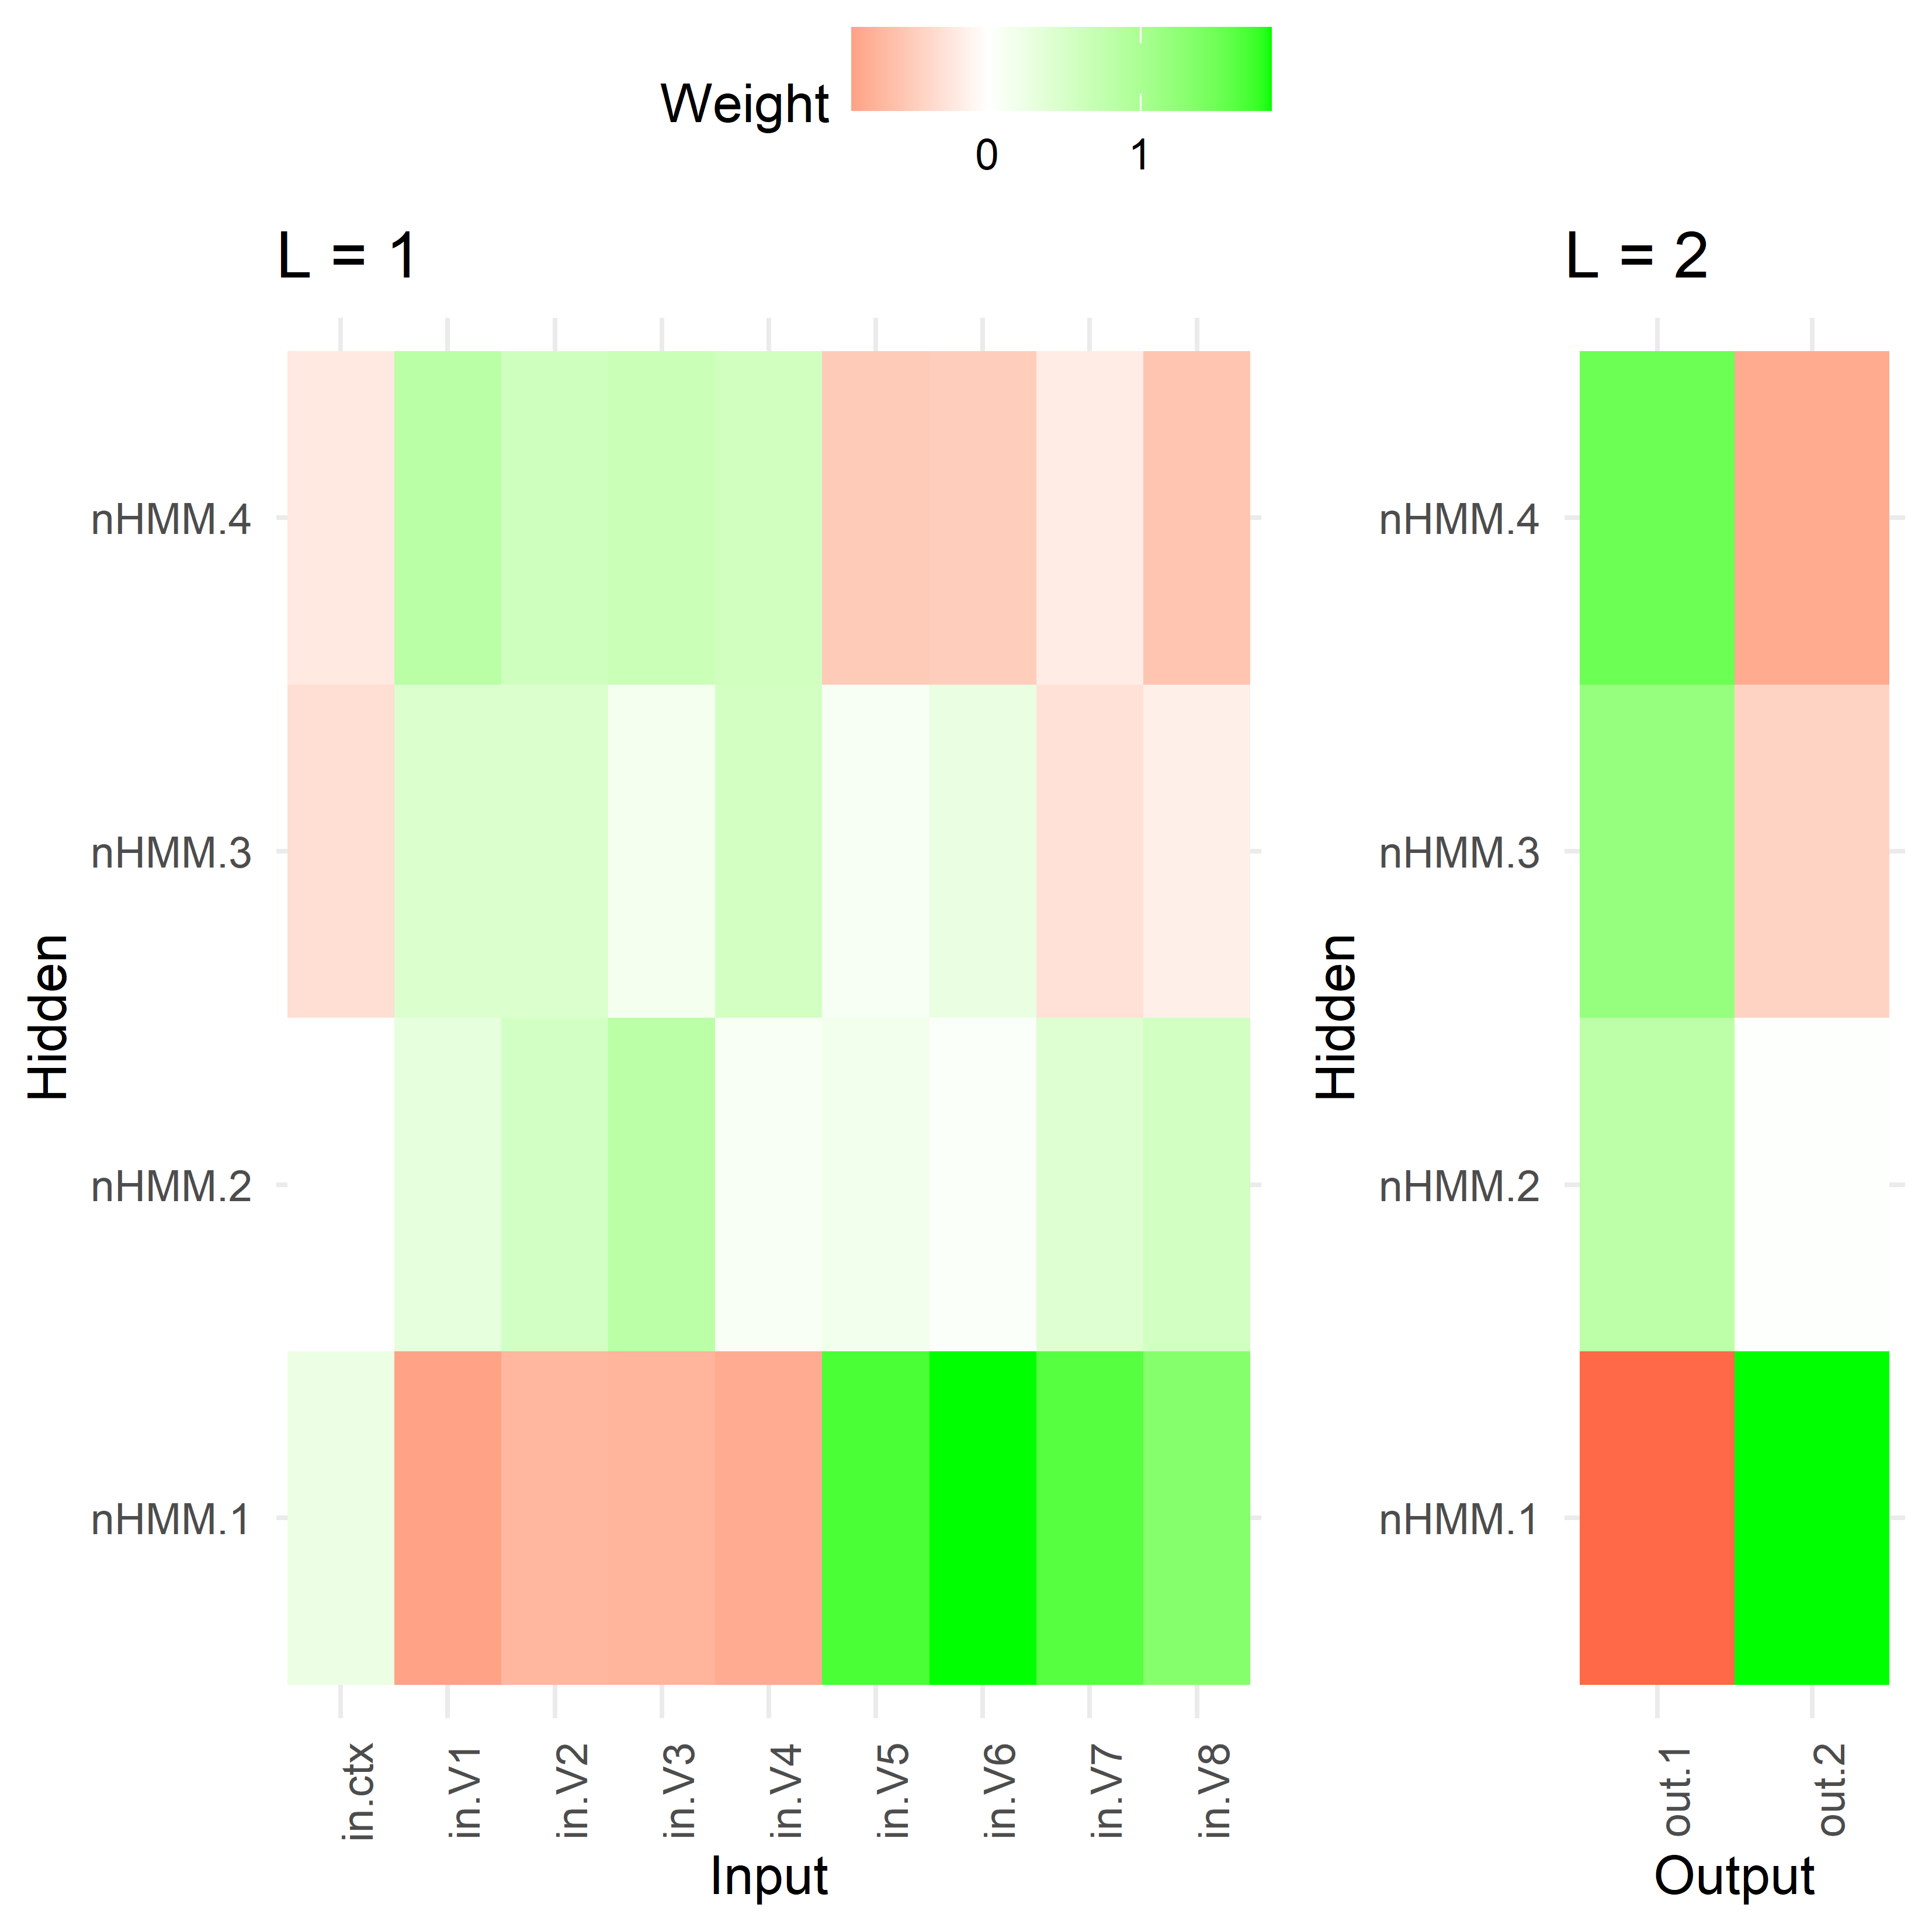 Weight
0 1
L = 1
L = 2
Hidden
nHMM.4
nHMM.3
nHMM.2
nHMM.1
in.ctx
in.V1
in.V2
in.V3
in.V4
in.V5
in.V6
in.V7
in.V8
Input
Hidden
nHMM.4
nHMM.3
nHMM.2
nHMM.1
out.1
out.2
Output